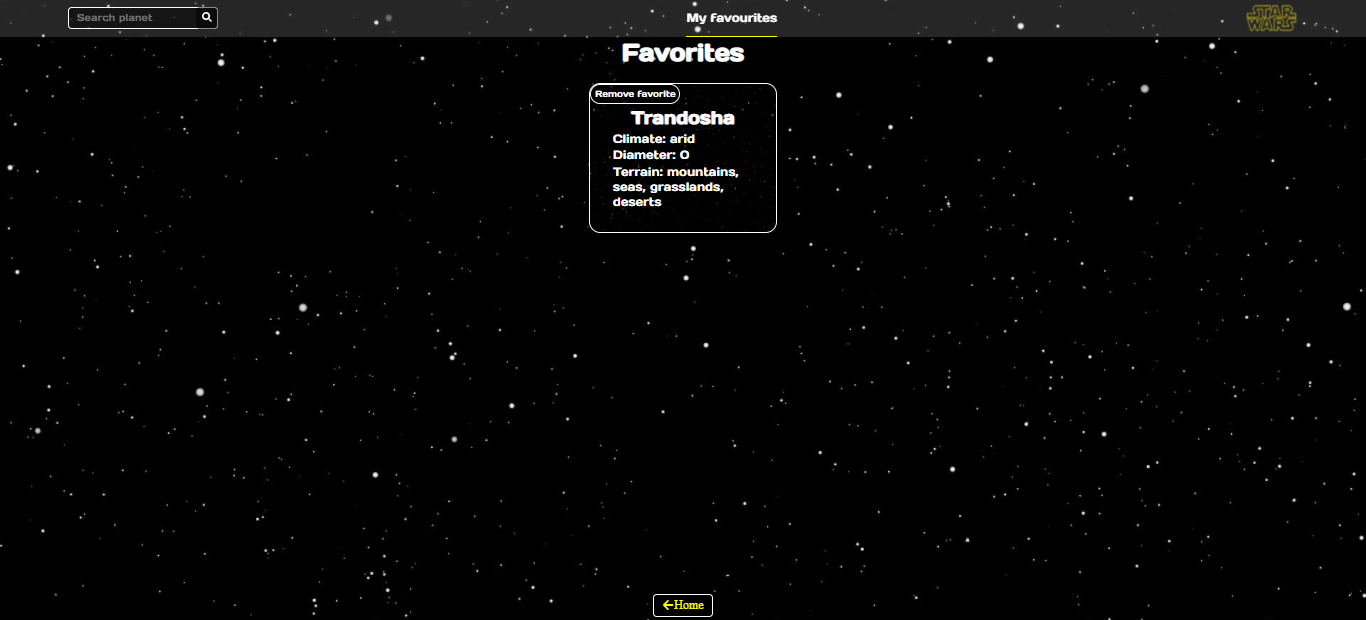 Search planet
My favourites
STAR
WARS
Favorites
Remove favorite
Trandosha
Climate: arid
Diameter: 0
Terrain: mountains,
seas, grasslands,
deserts
Home